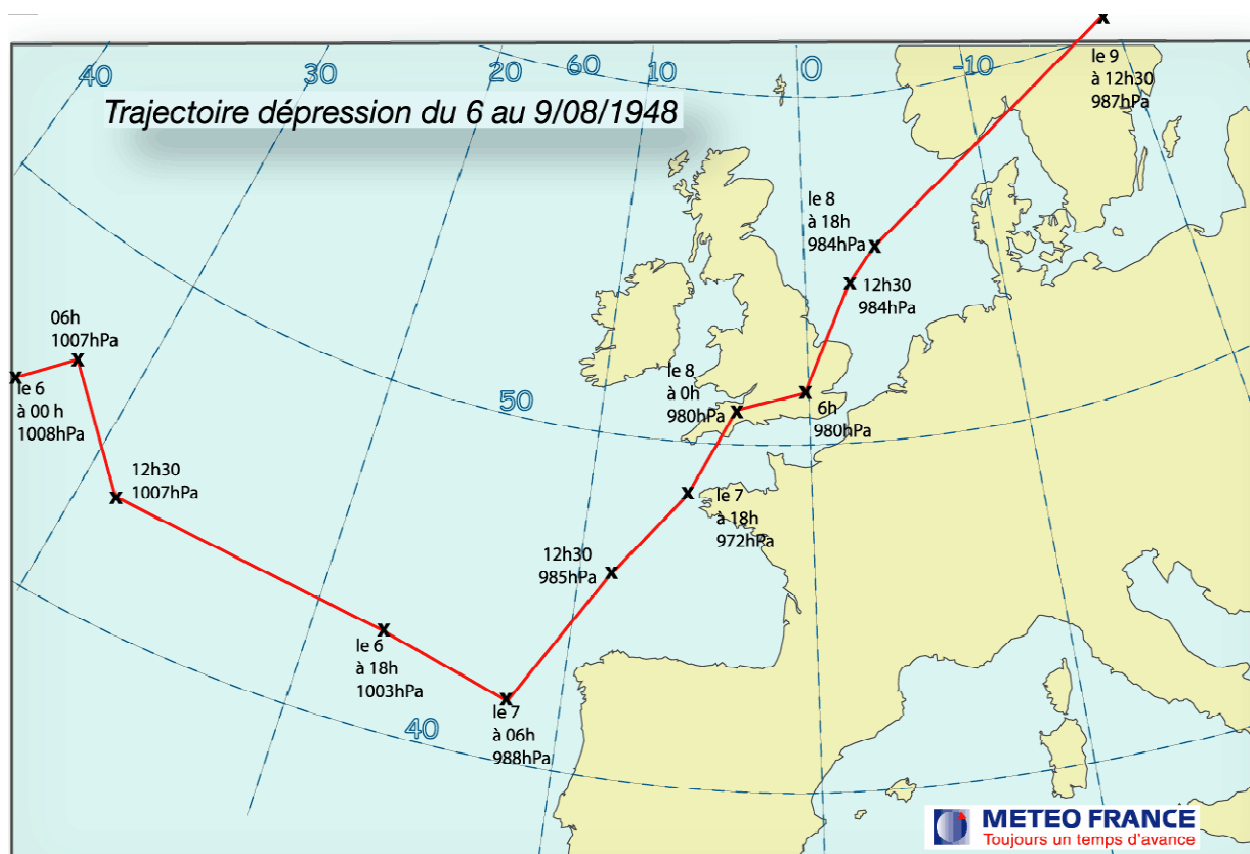 40
30
20
60
10
0
-10
Trajectoire dépression du 6 au 9/08/1948
le 9
à 12h30
987hPa
le 8
à 18h
984hPa
12h30
984hPa
06h
1007hPa
le 6
à 00 h
1008hPa
le 8
à 0h
980hPa
6h
980hPa
50
12h30
1007hPa
le 7
à 18h
972hPa
12h30
985hPa
le 6
à 18h
1003hPa
le 7
à 06h
988hPa
40
METEO FRANCE
Toujours un temps d'avance